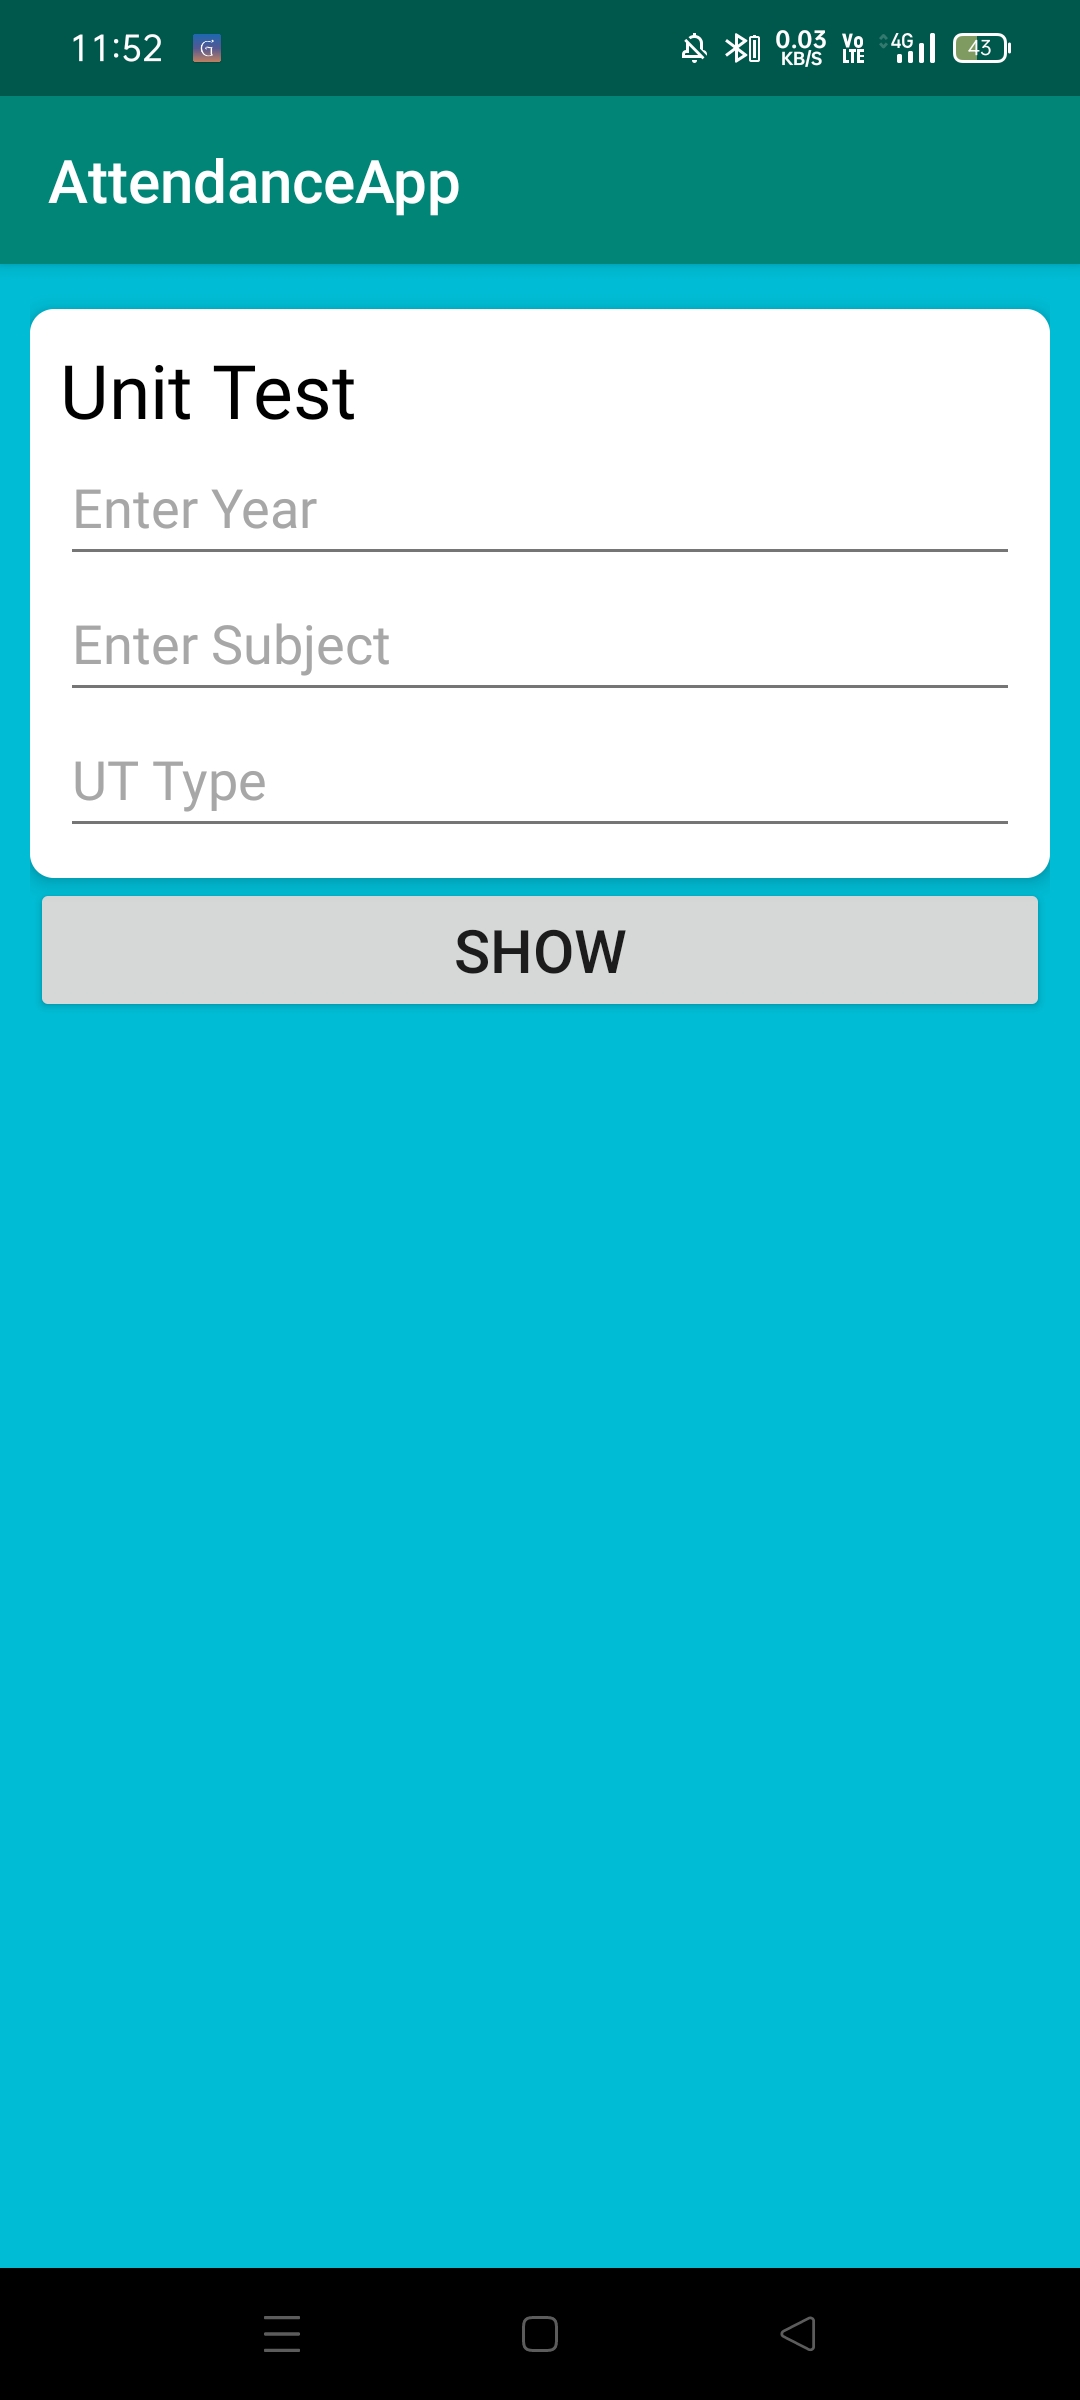 11:52 G 0.03 KB/S Vo LTE 4G 43
AttendanceApp
Unit Test
Enter Year
Enter Subject
UT Type
SHOW